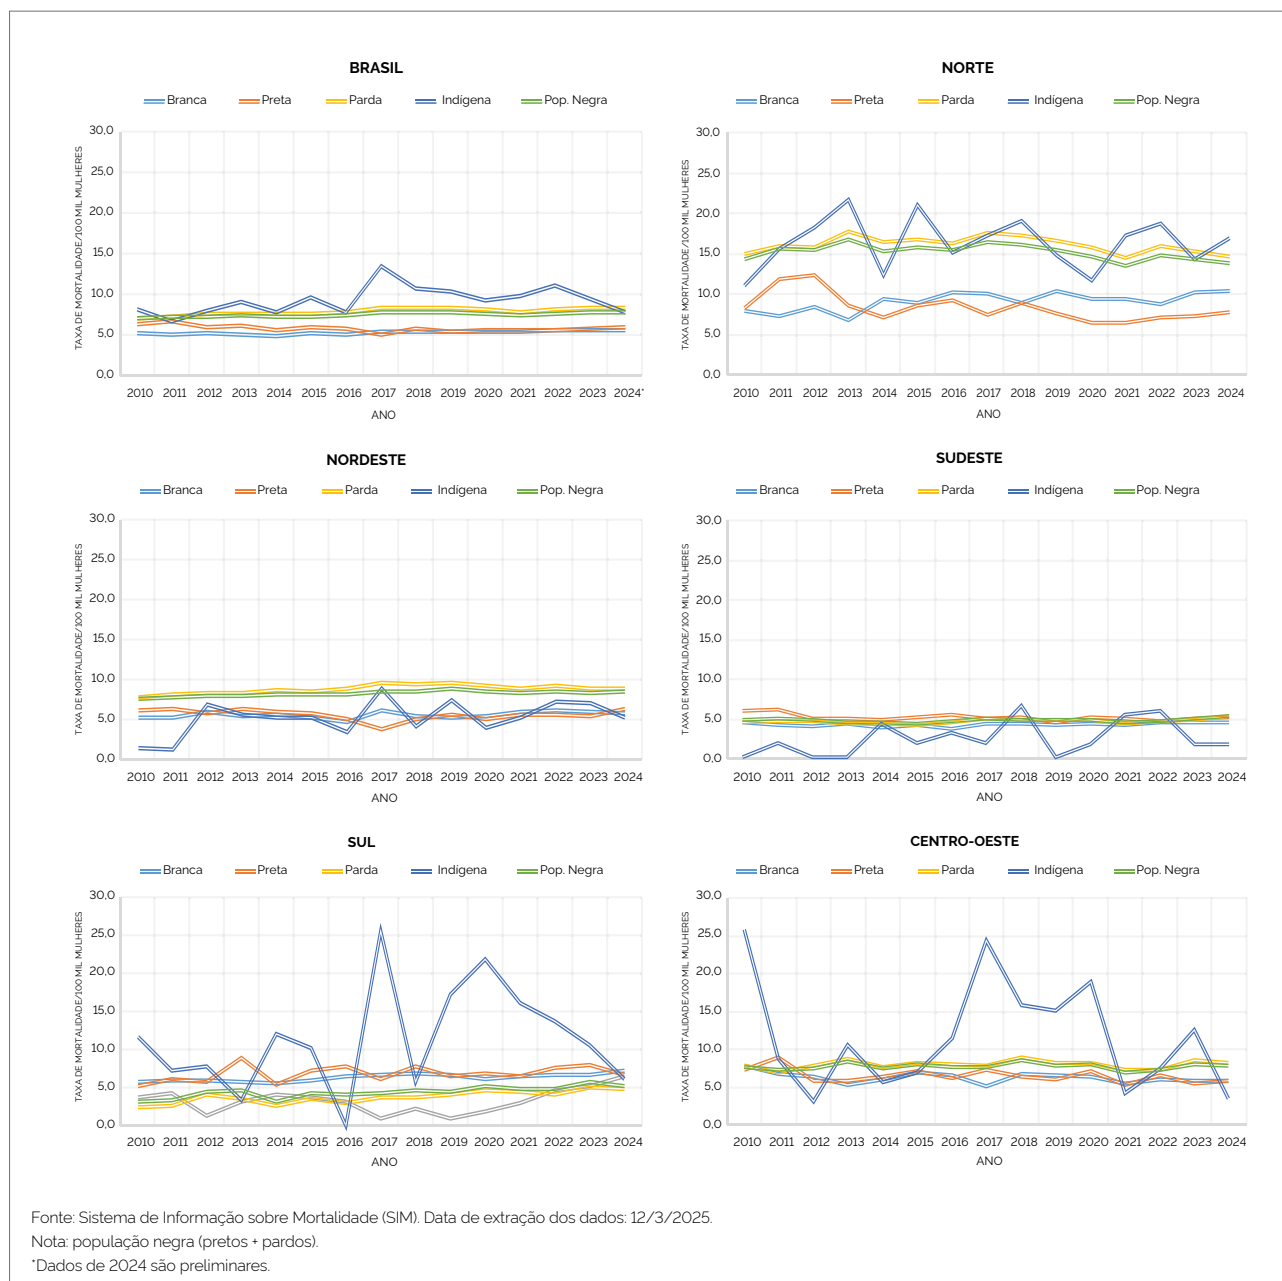 BRASIL
Branca Preta Parda Indígena Pop. Negra
TAXA DE MORTALIDADE/100 MIL MULHERES
30,0
25,0
20,0
15,0
10,0
5,0
0,0
2010 2011 2012 2013 2014 2015 2016 2017 2018 2019 2020 2021 2022 2023 2024*
ANO
NORTE
Branca Preta Parda Indígena Pop. Negra
TAXA DE MORTALIDADE/100 MIL MULHERES
30,0
25,0
20,0
15,0
10,0
5,0
0,0
2010 2011 2012 2013 2014 2015 2016 2017 2018 2019 2020 2021 2022 2023 2024
ANO
NORDESTE
Branca Preta Parda Indígena Pop. Negra
TAXA DE MORTALIDADE/100 MIL MULHERES
30,0
25,0
20,0
15,0
10,0
5,0
0,0
2010 2011 2012 2013 2014 2015 2016 2017 2018 2019 2020 2021 2022 2023 2024
ANO
SUDESTE
Branca Preta Parda Indígena Pop. Negra
TAXA DE MORTALIDADE/100 MIL MULHERES
30,0
25,0
20,0
15,0
10,0
5,0
0,0
2010 2011 2012 2013 2014 2015 2016 2017 2018 2019 2020 2021 2022 2023 2024
ANO
SUL
Branca Preta Parda Indígena Pop. Negra
TAXA DE MORTALIDADE/100 MIL MULHERES
30,0
25,0
20,0
15,0
10,0
5,0
0,0
2010 2011 2012 2013 2014 2015 2016 2017 2018 2019 2020 2021 2022 2023 2024
ANO
CENTRO-OESTE
Branca Preta Parda Indígena Pop. Negra
TAXA DE MORTALIDADE/100 MIL MULHERES
30,0
25,0
20,0
15,0
10,0
5,0
0,0
2010 2011 2012 2013 2014 2015 2016 2017 2018 2019 2020 2021 2022 2023 2024
ANO
Fonte: Sistema de Informação sobre Mortalidade (SIM). Data de extração dos dados: 12/3/2025.
Nota: população negra (pretos + pardos).
*Dados de 2024 são preliminares.